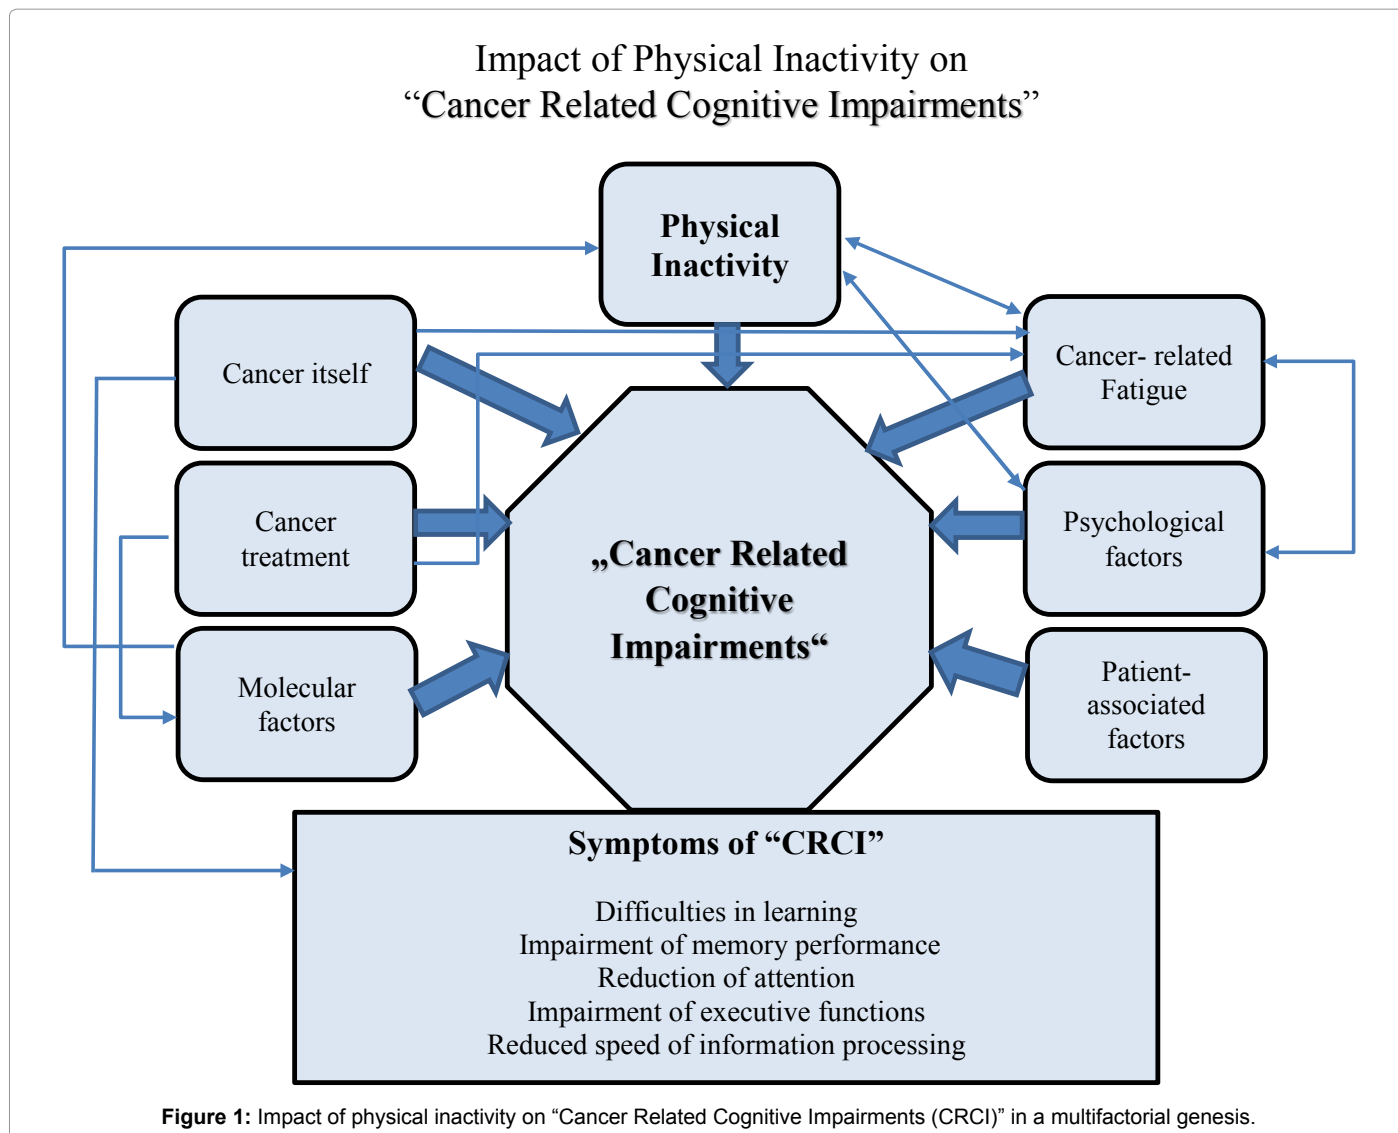 Impact of Physical Inactivity on
“Cancer Related Cognitive Impairments”
Physical
Inactivity
Cancer itself
Cancer- related
Fatigue
Cancer
treatment
Psychological
factors
„Cancer Related
Cognitive
Impairments“
Molecular
factors
Patient-
associated
factors
Symptoms of “CRCI”
Difficulties in learning
Impairment of memory performance
Reduction of attention
Impairment of executive functions
Reduced speed of information processing
Figure 1: Impact of physical inactivity on “Cancer Related Cognitive Impairments (CRCI)” in a multifactorial genesis.